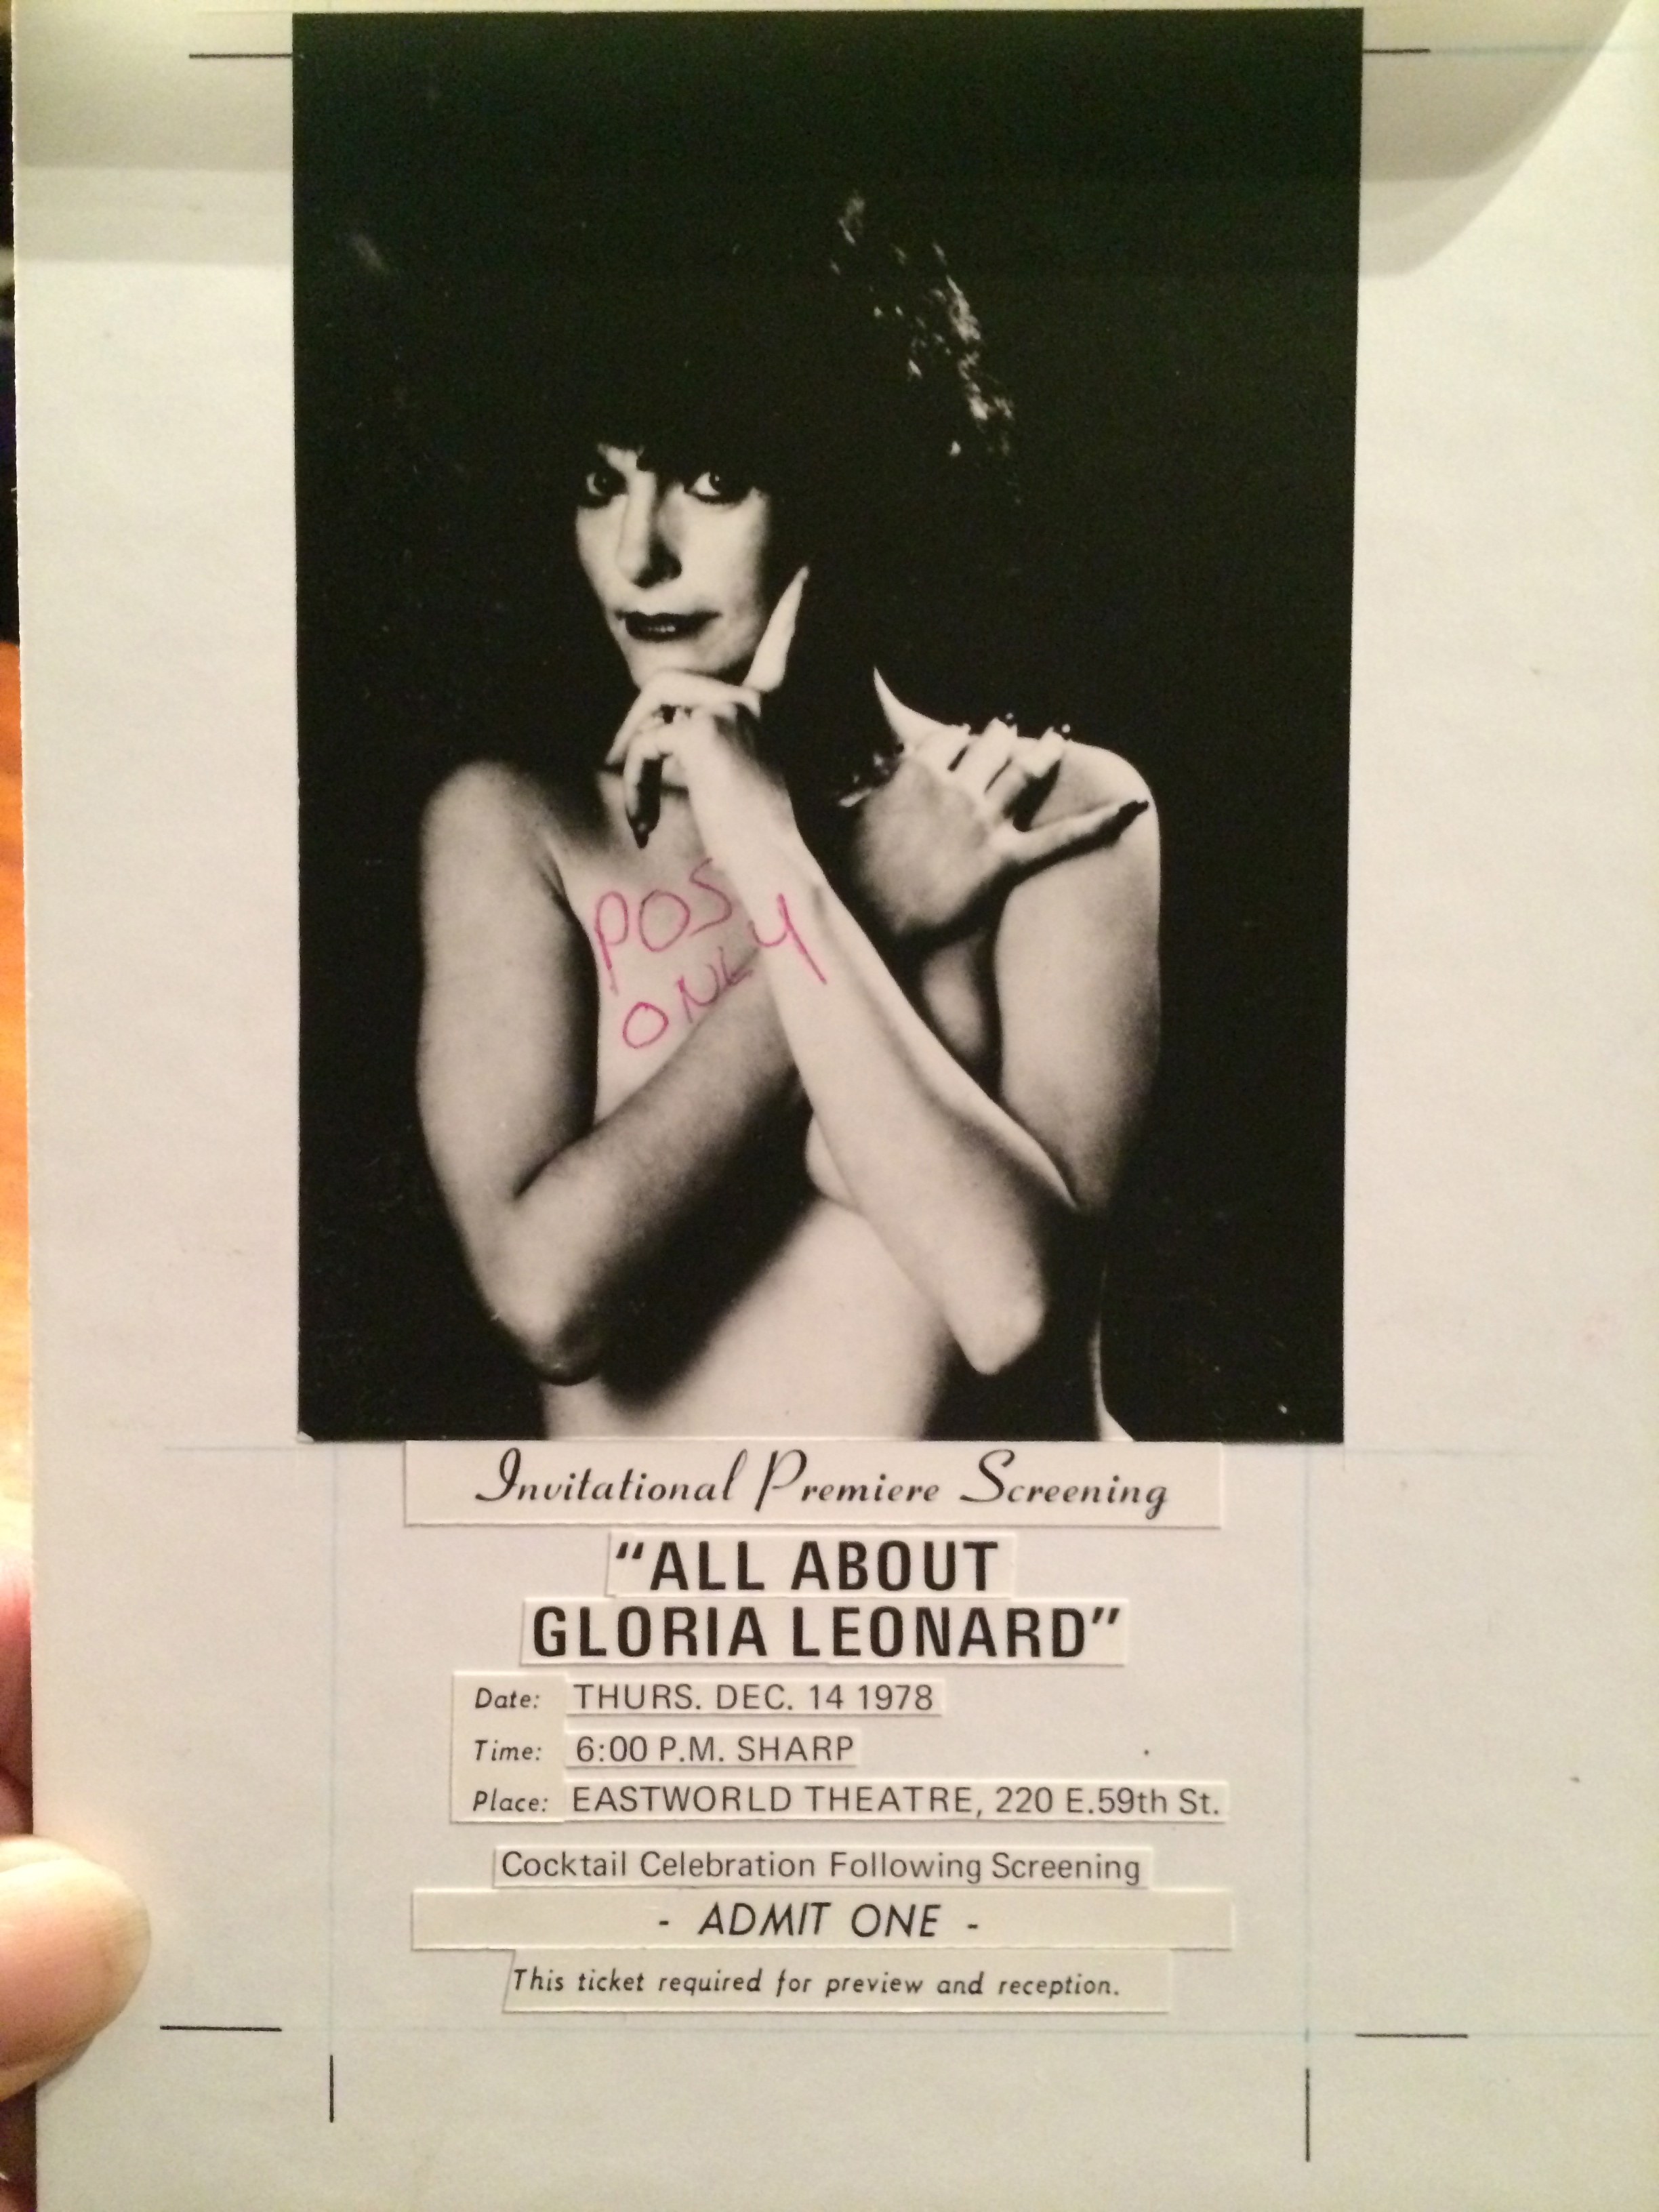 POS
ONLY
Invitational Premiere Screening
“ALL ABOUT
GLORIA LEONARD”
Date: THURS. DEC. 14 1978
Time: 6:00 P.M. SHARP
Place: EASTWORLD THEATRE, 220 E.59th St.
Cocktail Celebration Following Screening
- ADMIT ONE -
This ticket required for preview and reception.